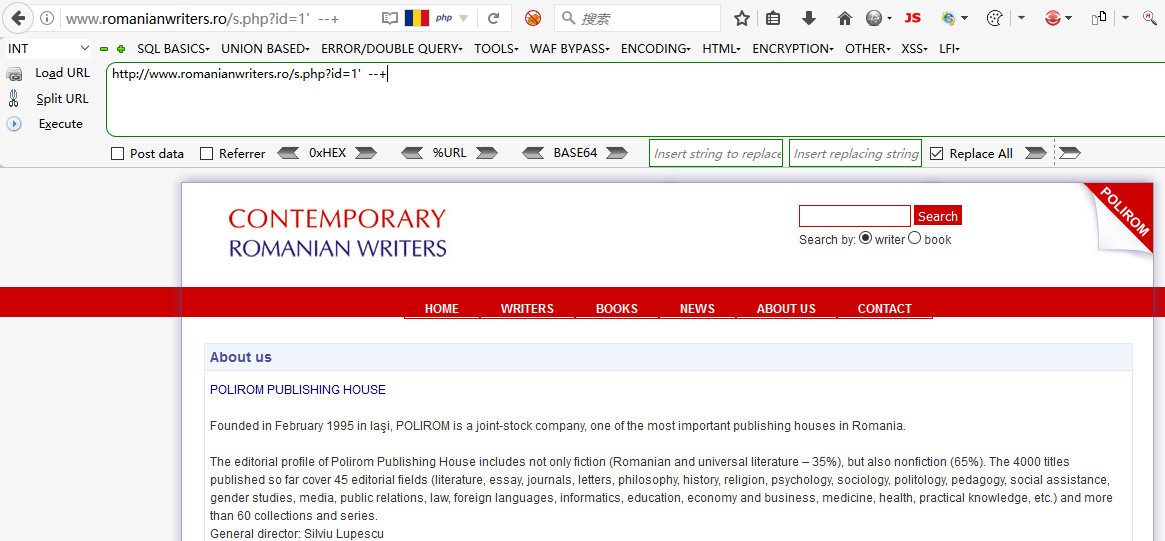 www.romanianwriters.ro/s.php?id=1'  --+ php 搜索 JS
INT SQL BASICS UNION BASED ERROR/DOUBLE QUERY TOOLS WAF BYPASS ENCODING HTML ENCRYPTION OTHER XSS LFI
Load URL http://www.romanianwriters.ro/s.php?id=1'  --+
Split URL
Execute
Post data Referrer 0xHEX %URL BASE64 Insert string to replace Insert replacing string Replace All
CONTEMPORARY
ROMANIAN WRITERS
Search
Search by: writer book
POLIROM
HOME WRITERS BOOKS NEWS ABOUT US CONTACT
About us
POLIROM PUBLISHING HOUSE
Founded in February 1995 in Iaşi, POLIROM is a joint-stock company, one of the most important publishing houses in Romania.
The editorial profile of Polirom Publishing House includes not only fiction (Romanian and universal literature – 35%), but also nonfiction (65%). The 4000 titles
published so far cover 45 editorial fields (literature, essay, journals, letters, philosophy, history, religion, psychology, sociology, politology, pedagogy, social assistance,
gender studies, media, public relations, law, foreign languages, informatics, education, economy and business, medicine, health, practical knowledge, etc.) and more
than 60 collections and series.
General director: Silviu Lupescu